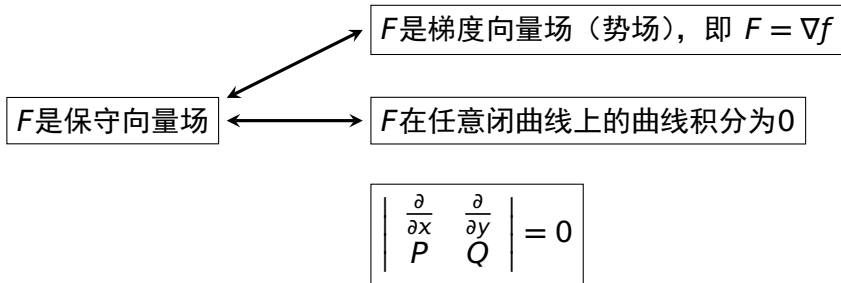 F是梯度向量场（势场），即 F = ∇f
F是保守向量场
F在任意闭曲线上的曲线积分为0
| ∂/∂x ∂/∂y |
| P Q | = 0